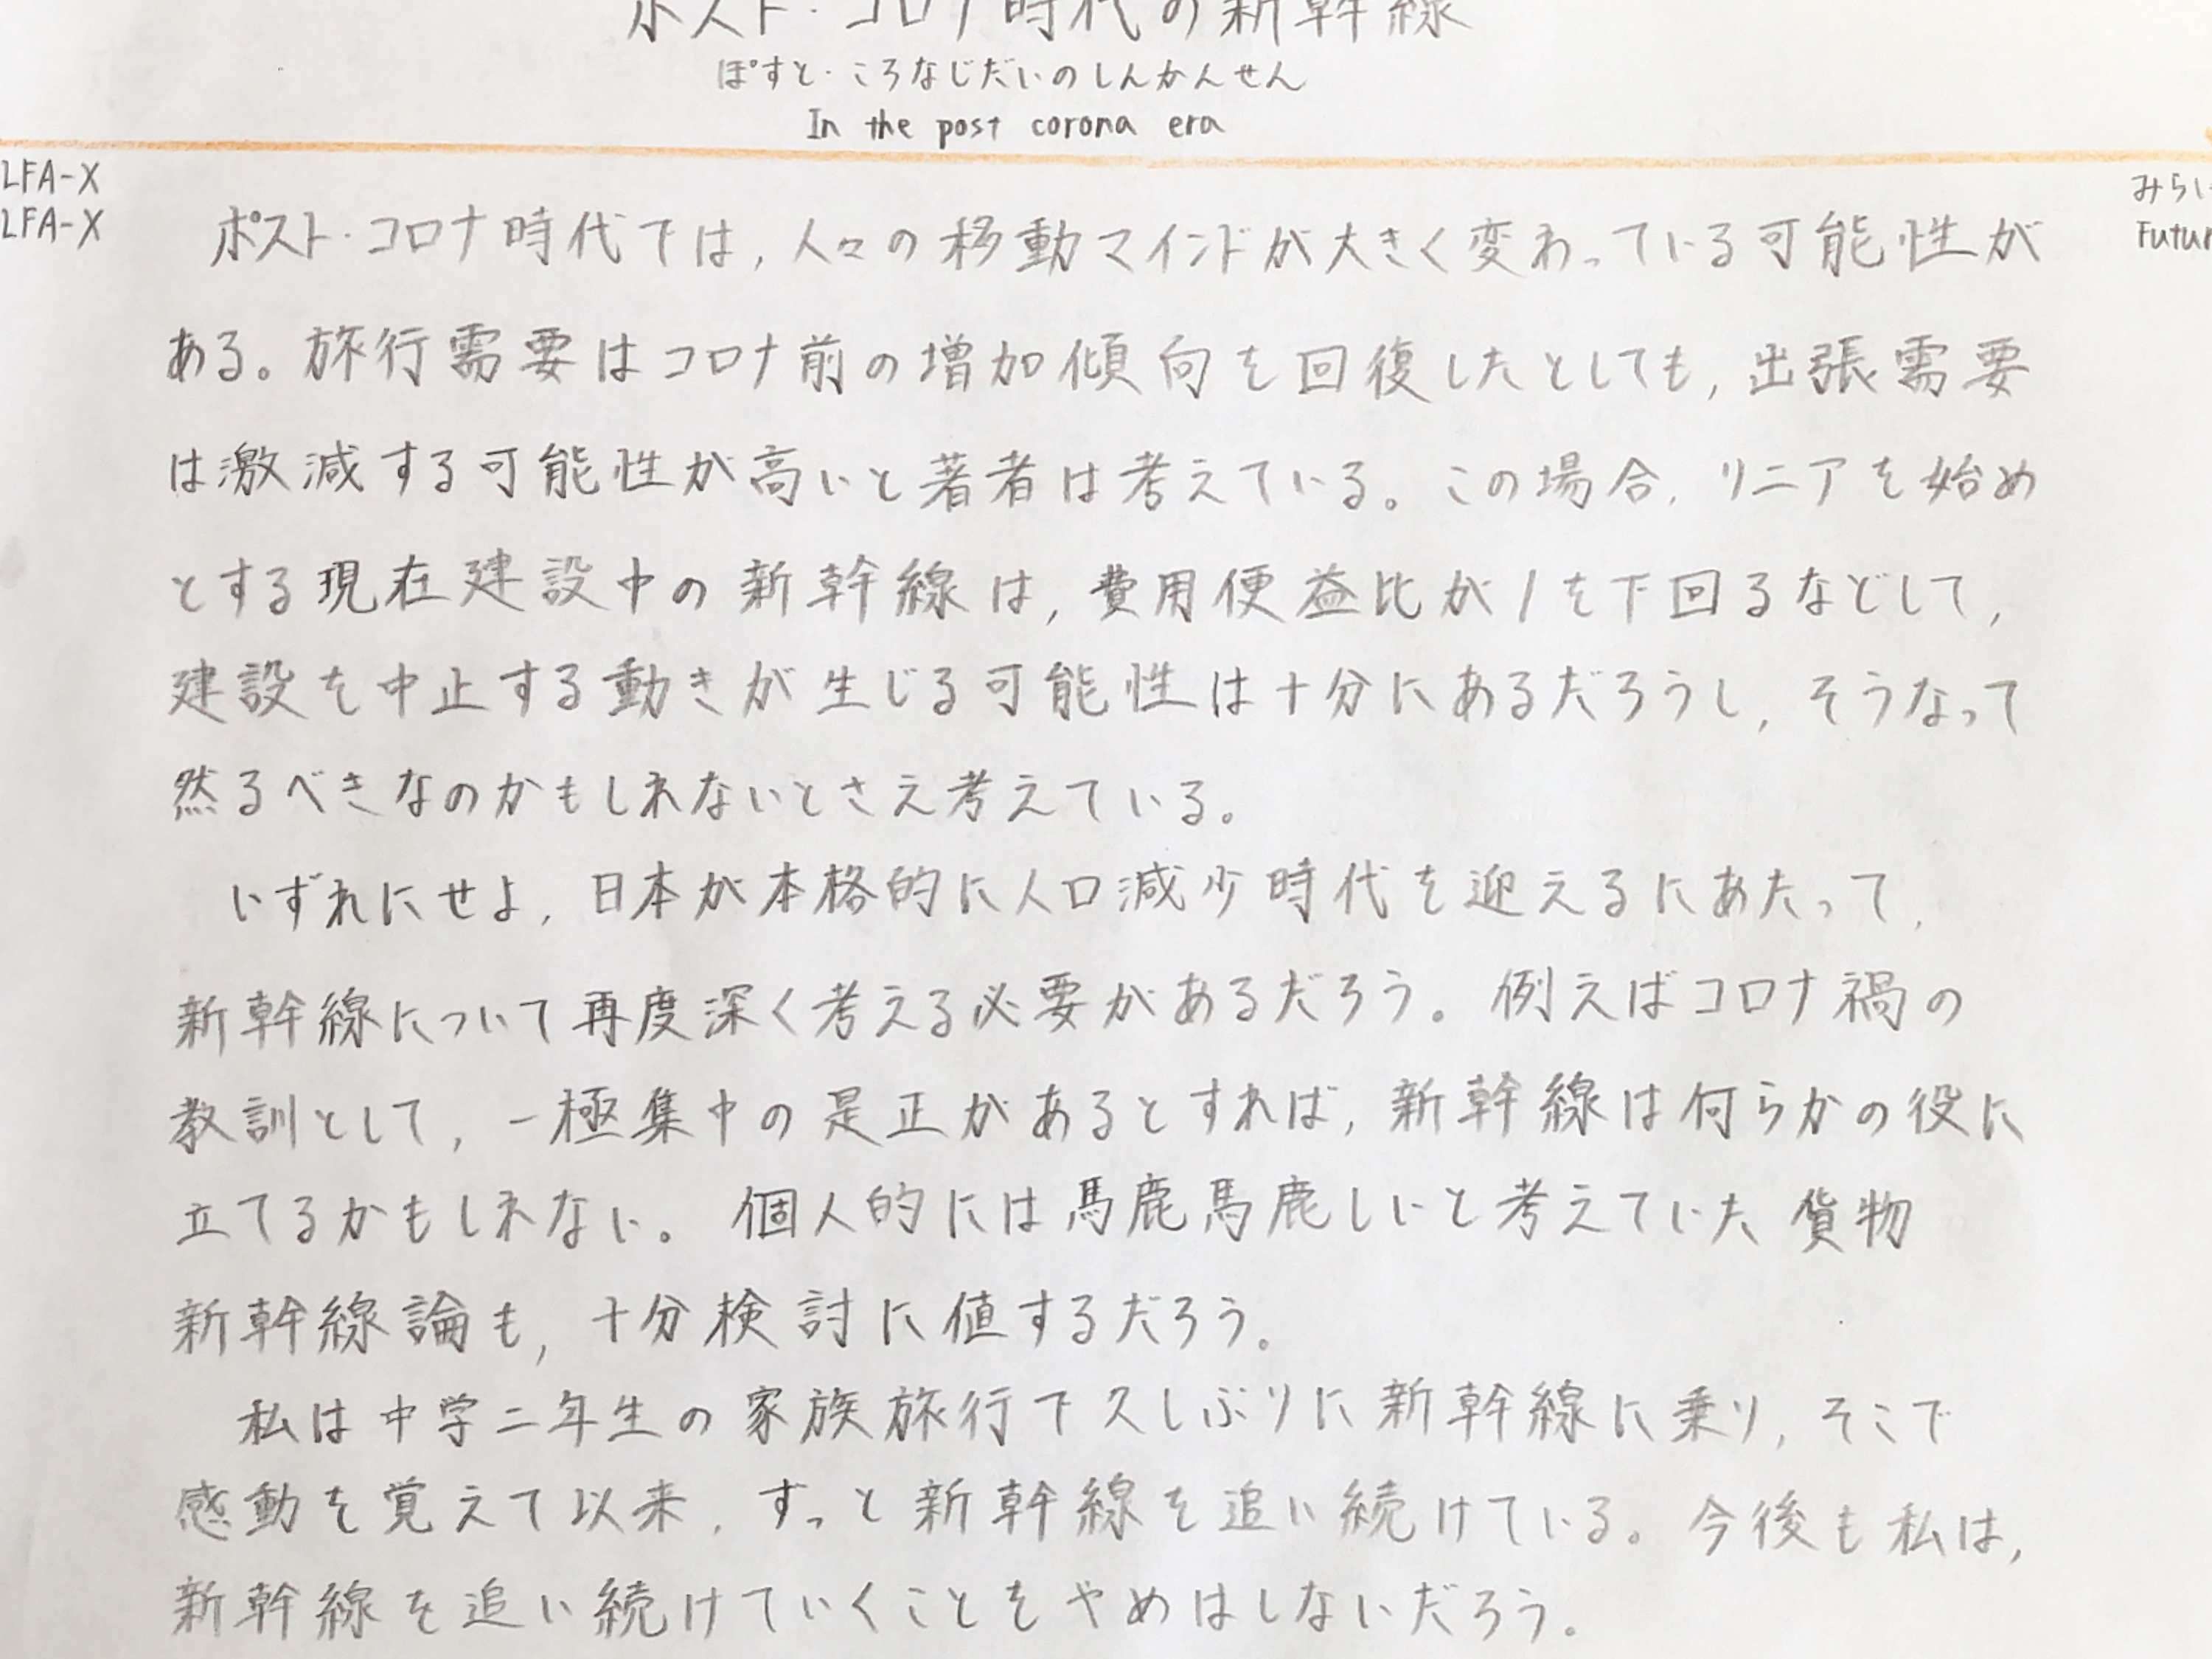 ポスト・コロナ時代の新幹線
ぽすと・ころなじだいのしんかんせん
In the post corona era
LFA-X
LFA-X
みらい
Futur
ポスト・コロナ時代では,人々の移動マインドが大きく変わっている可能性が
ある。旅行需要はコロナ前の増加傾向を回復したとしても,出張需要
は激減する可能性が高いと著者は考えている。この場合,リニアを始め
とする現在建設中の新幹線は,費用便益比が1を下回るなどして,
建設を中止する動きが生じる可能性は十分にあるだろうし,そうなって
然るべきなのかもしれないとさえ考えている。
いずれにせよ,日本が本格的に人口減少時代を迎えるにあたって,
新幹線について再度深く考える必要があるだろう。例えばコロナ禍の
教訓として,一極集中の是正があるとすれば,新幹線は何らかの役に
立てるかもしれない。個人的には馬鹿馬鹿しいと考えていた貨物
新幹線論も,十分検討に値するだろう。
私は中学二年生の家族旅行で久しぶりに新幹線に乗り,そこで
感動を覚えて以来,ずっと新幹線を追い続けている。今後も私は,
新幹線を追い続けていくことをやめはしないだろう。